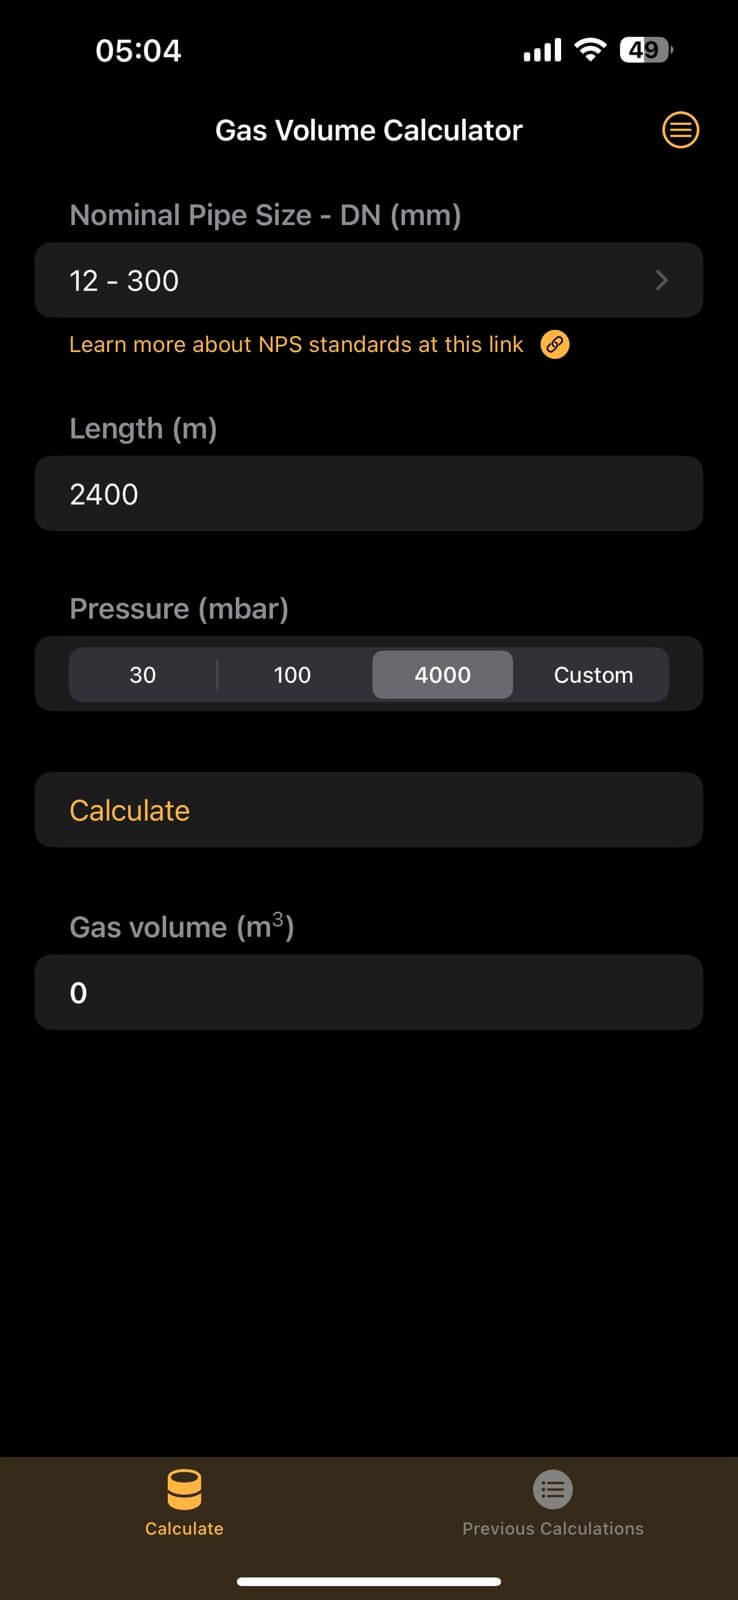 05:04
49
Gas Volume Calculator
Nominal Pipe Size - DN (mm)
12 - 300
Learn more about NPS standards at this link
Length (m)
2400
Pressure (mbar)
30 100 4000 Custom
Calculate
Gas volume (m³)
0
Calculate
Previous Calculations